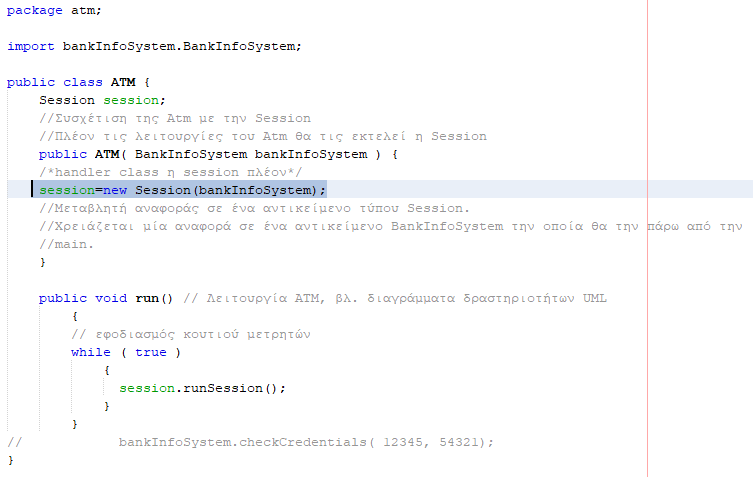 package atm;
import bankInfoSystem.BankInfoSystem;
public class ATM {
Session session;
//Συσχέτιση της Atm με την Session
//Πλέον τις λειτουργίες του Atm θα τις εκτελεί η Session
public ATM( BankInfoSystem bankInfoSystem ) {
/*handler class η session πλέον*/
session=new Session(bankInfoSystem);
//Μεταβλητή αναφοράς σε ένα αντικείμενο τύπου Session.
//Χρειάζεται μία αναφορά σε ένα αντικείμενο BankInfoSystem την οποία θα την πάρω από την
//main.
}
public void run() // Λειτουργία ATM, βλ. διαγράμματα δραστηριοτήτων UML
{
// εφοδιασμός κουτιού μετρητών
while ( true )
{
session.runSession();
}
}
// bankInfoSystem.checkCredentials( 12345, 54321);
}